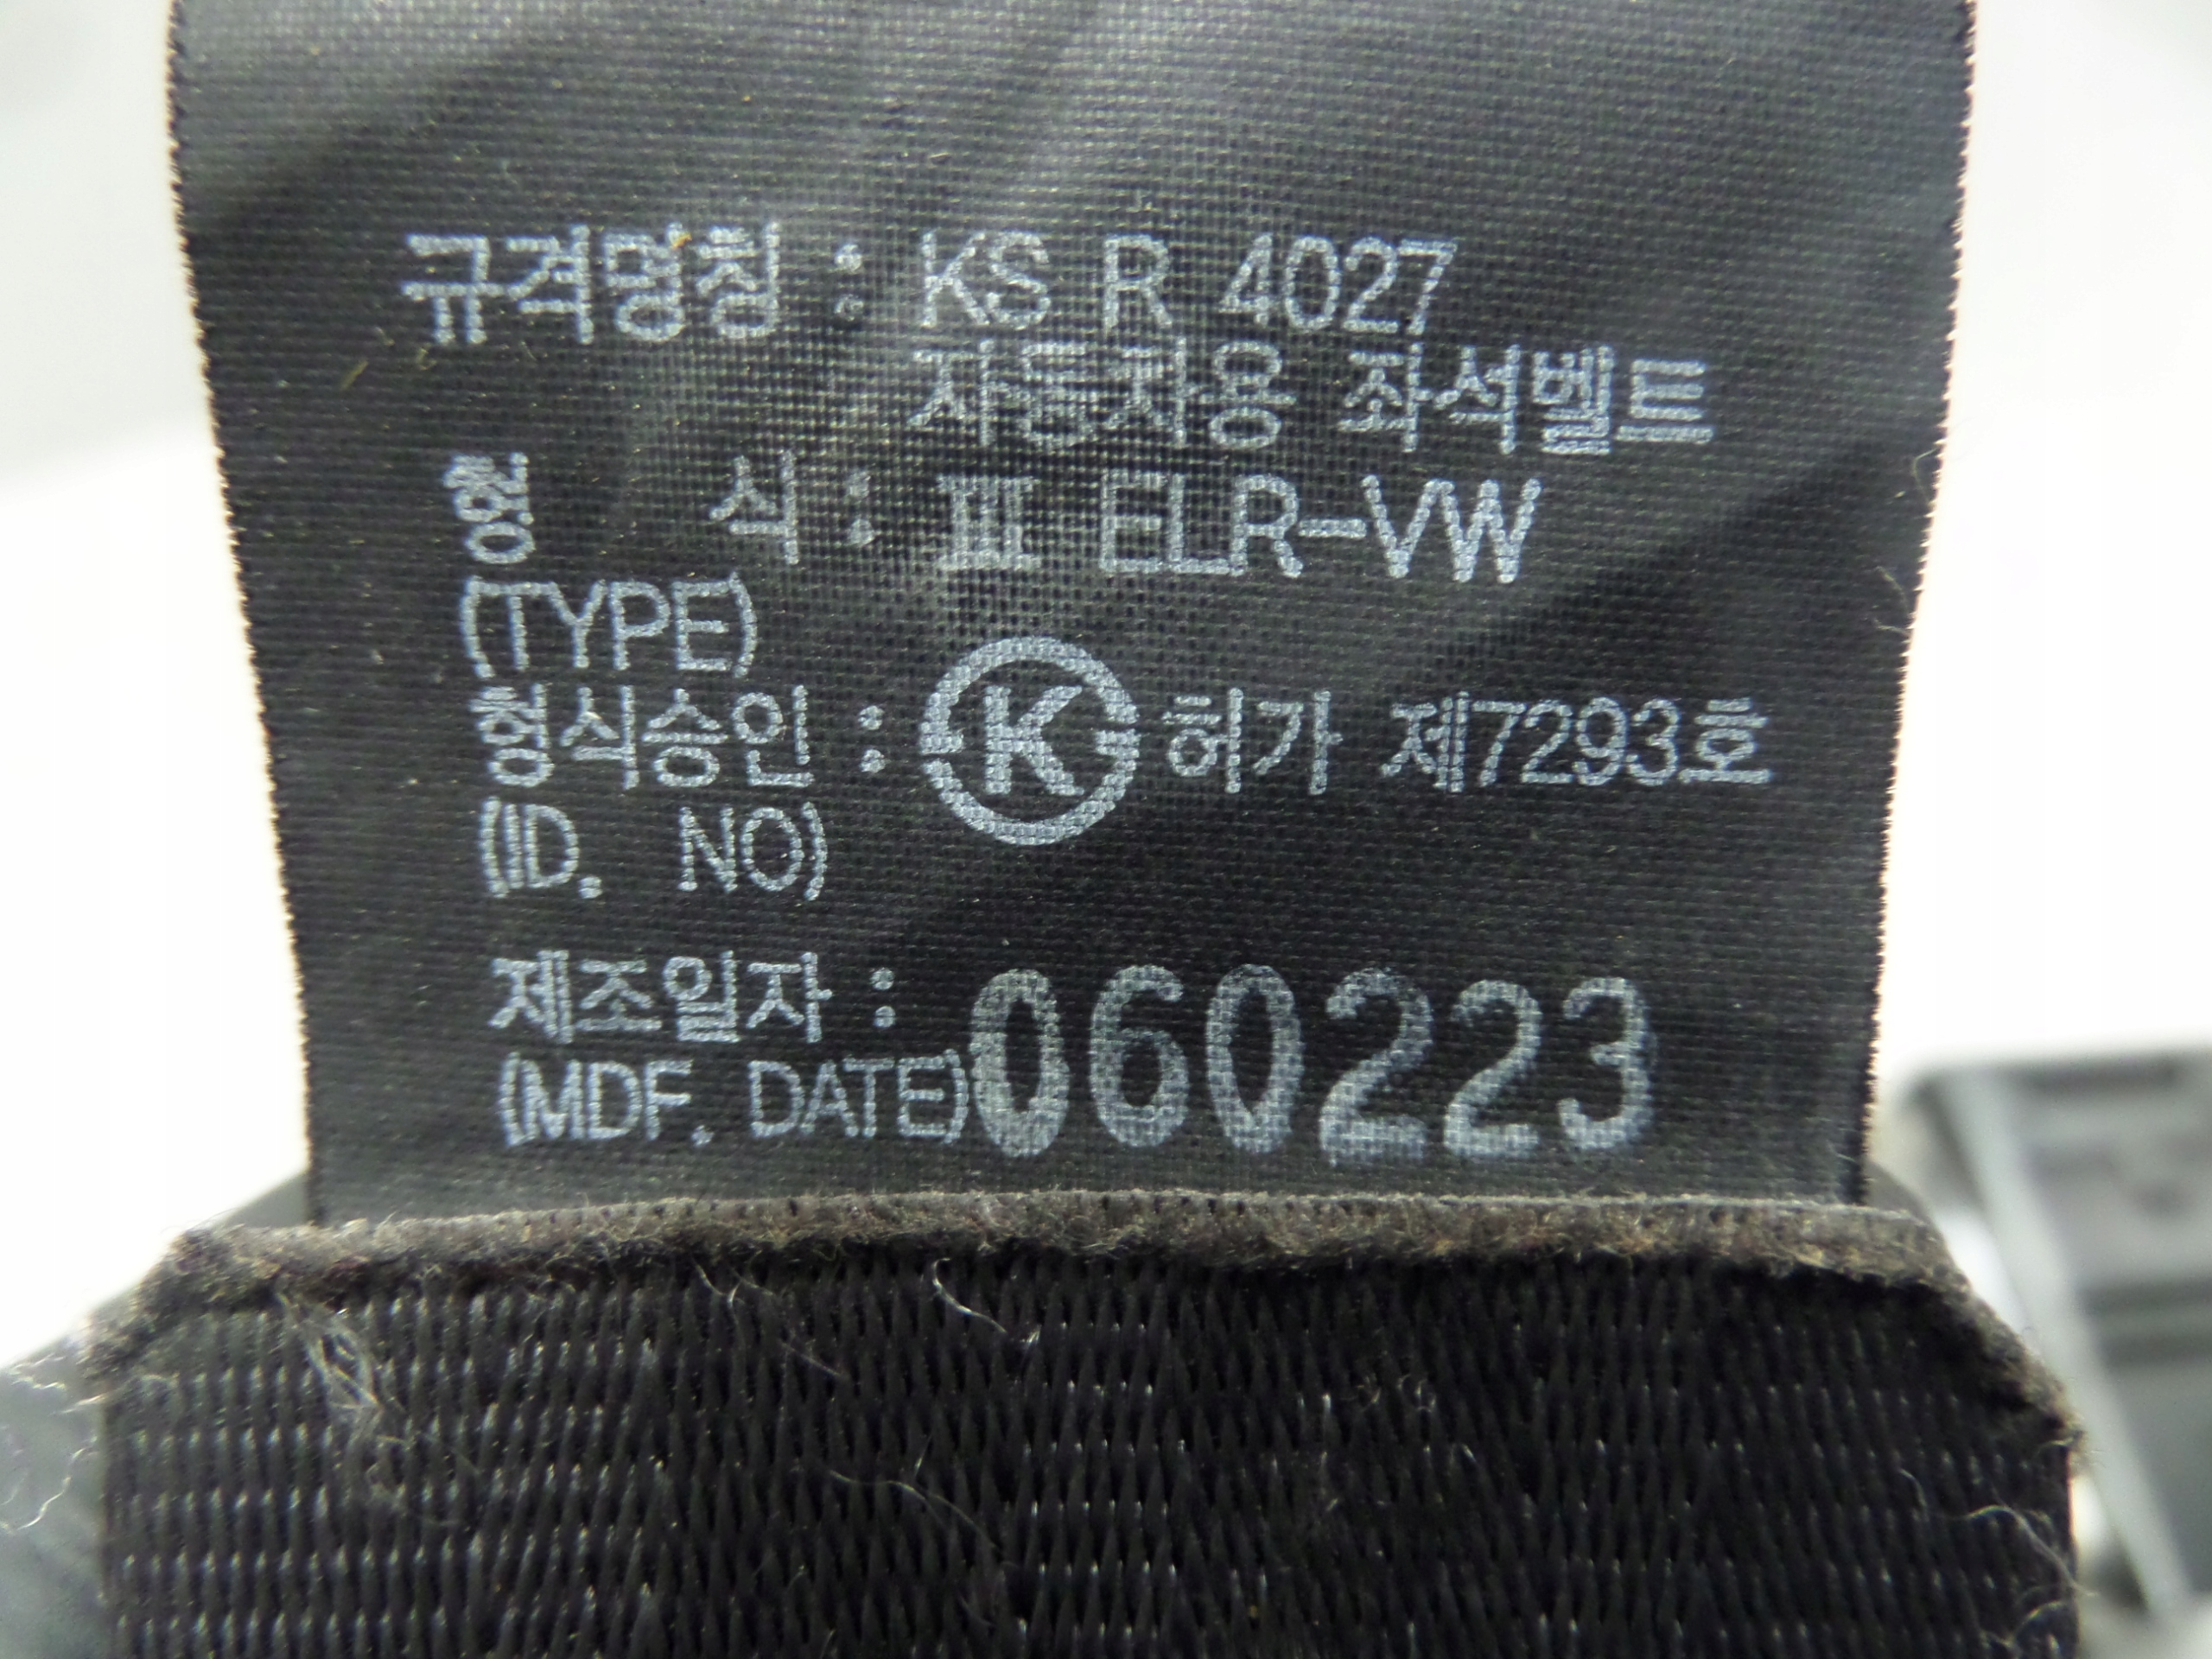 규격명칭 : KS R 4027
자동차용 좌석벨트
형 식 : Ⅲ ELR-VW
(TYPE)
형식승인 : K 허가 제7293호
(ID. NO)
제조일자 : 060223
(MDF. DATE)